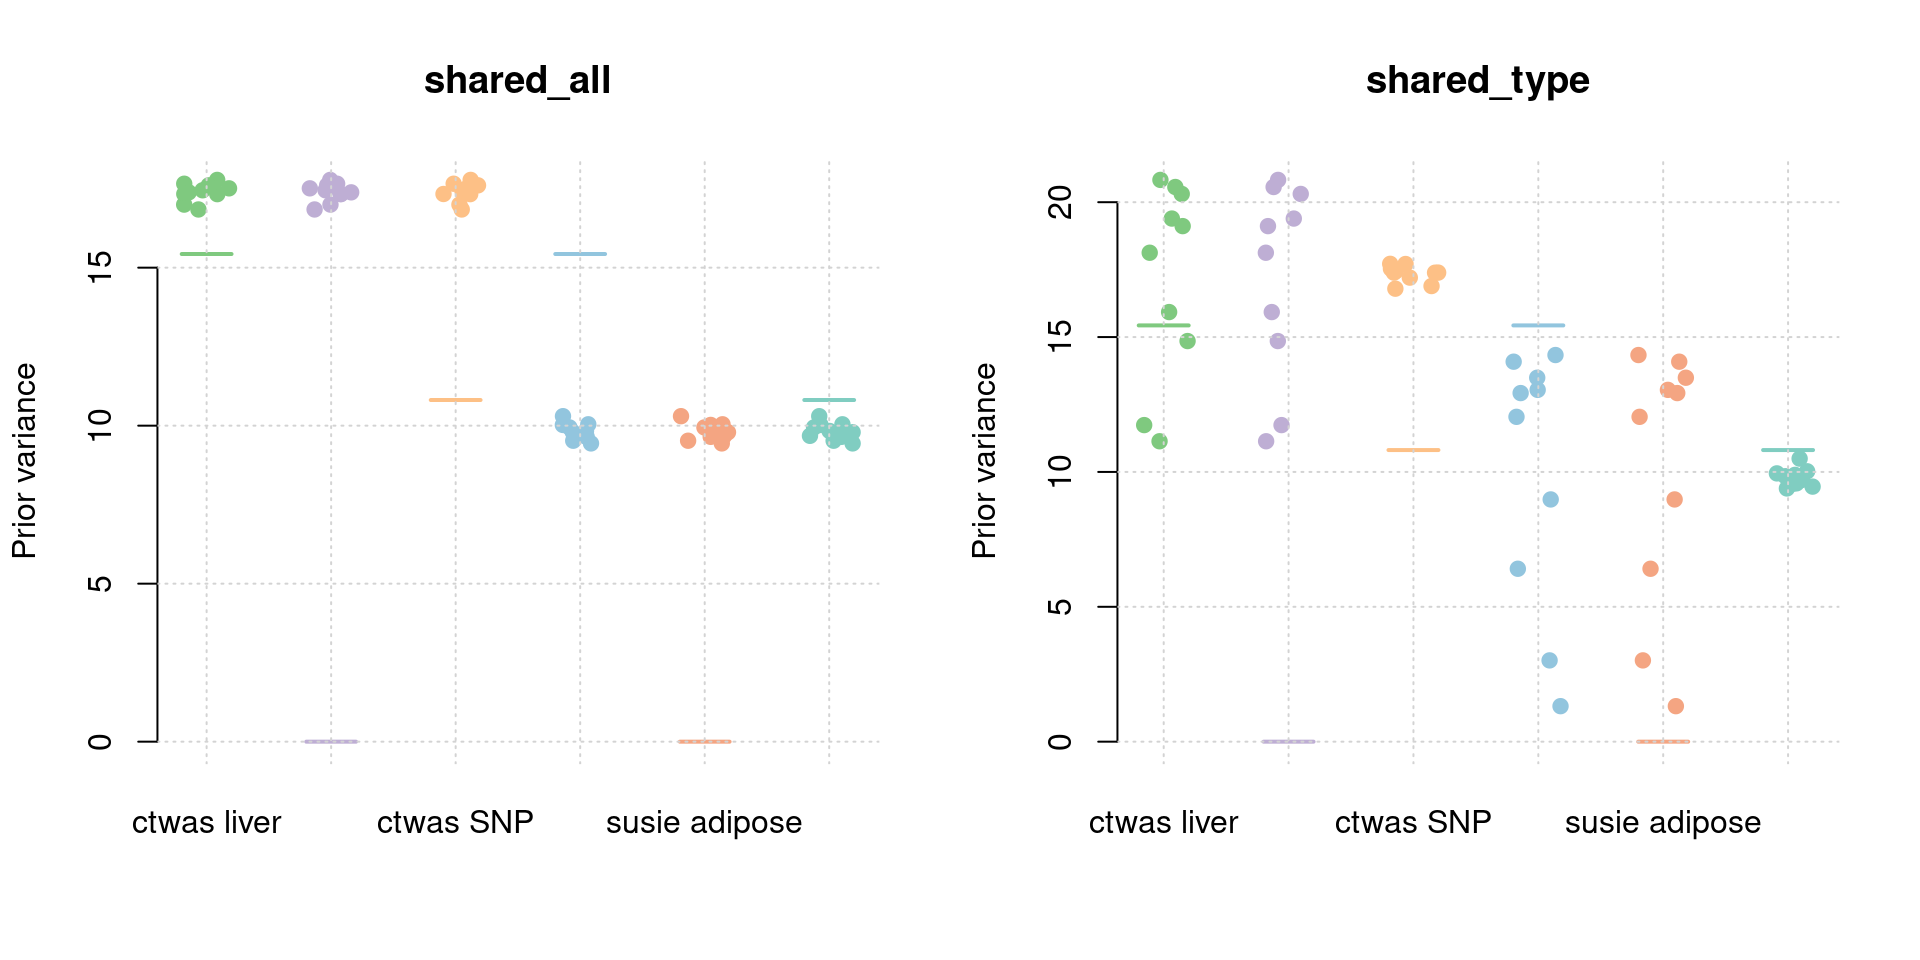 shared_all
Prior variance
15
10
5
0
ctwas liver
ctwas SNP
susie adipose
shared_type
Prior variance
20
15
10
5
0
ctwas liver
ctwas SNP
susie adipose